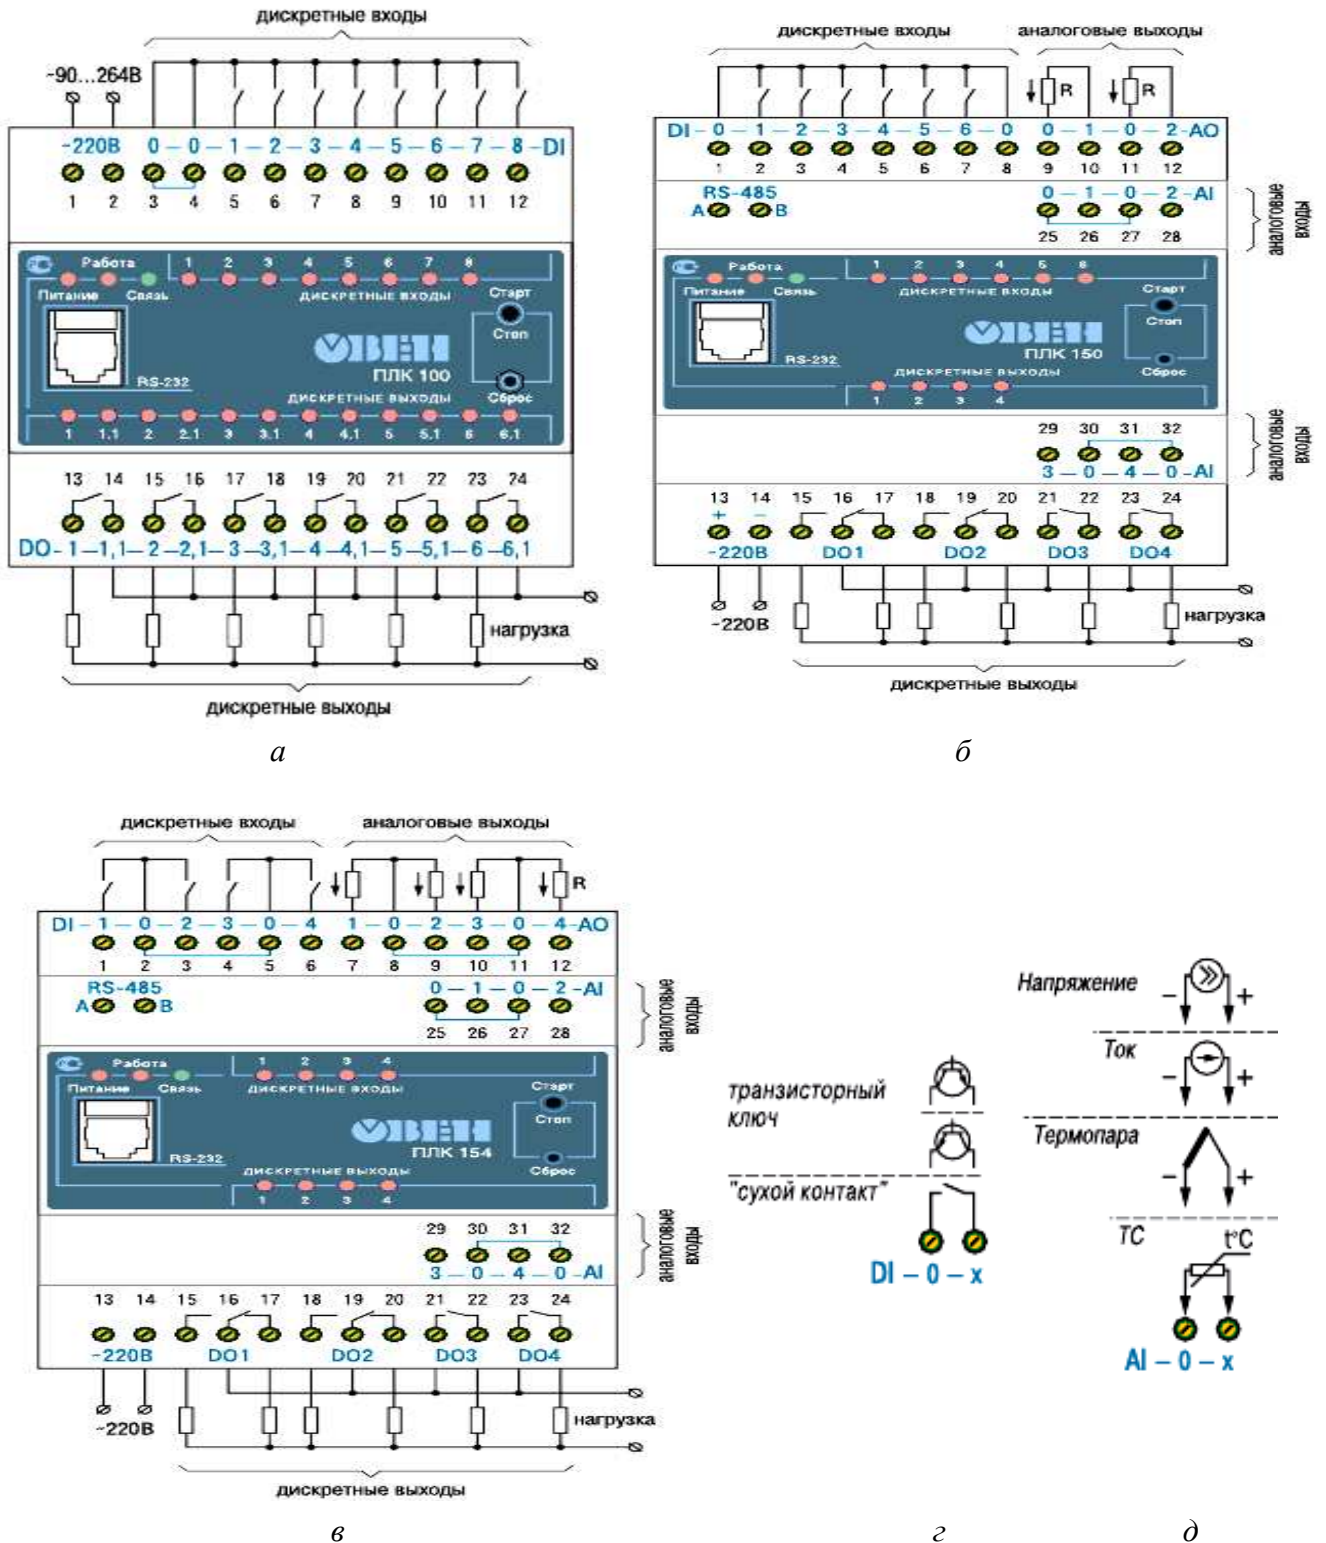 дискретные входы
~90...264В
~220В 0 – 0 – 1 – 2 – 3 – 4 – 5 – 6 – 7 – 8 – DI
1 2 3 4 5 6 7 8 9 10 11 12
Работа 1 2 3 4 5 6 7 8
Питание Связь ДИСКРЕТНЫЕ ВХОДЫ Старт
Стоп
ОВЕН
ПЛК 100
RS-232
ДИСКРЕТНЫЕ ВЫХОДЫ Сброс
1 1,1 2 2,1 3 3,1 4 4,1 5 5,1 6 6,1
13 14 15 16 17 18 19 20 21 22 23 24
DO – 1 – 1,1 – 2 – 2,1 – 3 – 3,1 – 4 – 4,1 – 5 – 5,1 – 6 – 6,1
нагрузка
дискретные выходы
а
дискретные входы аналоговые выходы
R R
DI – 0 – 1 – 2 – 3 – 4 – 5 – 6 – 0 0 – 1 – 0 – 2 – AO
1 2 3 4 5 6 7 8 9 10 11 12
RS-485 0 – 1 – 0 – 2 – AI
A B
25 26 27 28
аналоговые входы
Работа 1 2 3 4 5 6
Питание Связь ДИСКРЕТНЫЕ ВХОДЫ Старт
Стоп
ОВЕН
ПЛК 150
RS-232
ДИСКРЕТНЫЕ ВЫХОДЫ Сброс
1 2 3 4
29 30 31 32
3 – 0 – 4 – 0 – AI
аналоговые входы
13 14 15 16 17 18 19 20 21 22 23 24
+ –
~220В DO1 DO2 DO3 DO4
~220В
нагрузка
дискретные выходы
б
дискретные входы аналоговые выходы
R
DI – 1 – 0 – 2 – 3 – 0 – 4 1 – 0 – 2 – 3 – 0 – 4 – AO
1 2 3 4 5 6 7 8 9 10 11 12
RS-485 0 – 1 – 0 – 2 – AI
A B
25 26 27 28
аналоговые входы
Работа 1 2 3 4
Питание Связь ДИСКРЕТНЫЕ ВХОДЫ Старт
Стоп
ОВЕН
ПЛК 154
RS-232
ДИСКРЕТНЫЕ ВЫХОДЫ Сброс
1 2 3 4
29 30 31 32
3 – 0 – 4 – 0 – AI
аналоговые входы
13 14 15 16 17 18 19 20 21 22 23 24
~220В DO1 DO2 DO3 DO4
~220В
нагрузка
дискретные выходы
в
транзисторный
ключ
"сухой контакт"
DI – 0 – x
г
Напряжение – +
Ток
– +
Термопара
– +
ТС t°C
AI – 0 – x
д